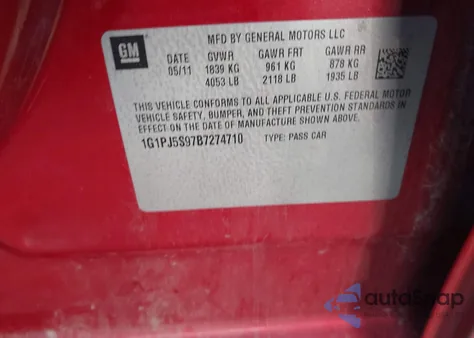 GM
MFD BY GENERAL MOTORS LLC
DATE GVWR GAWR FRT GAWR RR
05/11 1839 KG 961 KG 878 KG
4053 LB 2118 LB 1935 LB
THIS VEHICLE CONFORMS TO ALL APPLICABLE U.S. FEDERAL MOTOR
VEHICLE SAFETY, BUMPER, AND THEFT PREVENTION STANDARDS IN
EFFECT ON THE DATE OF MANUFACTURE SHOWN ABOVE.
1G1PJ5S97B7274710 TYPE: PASS CAR
autoSnap